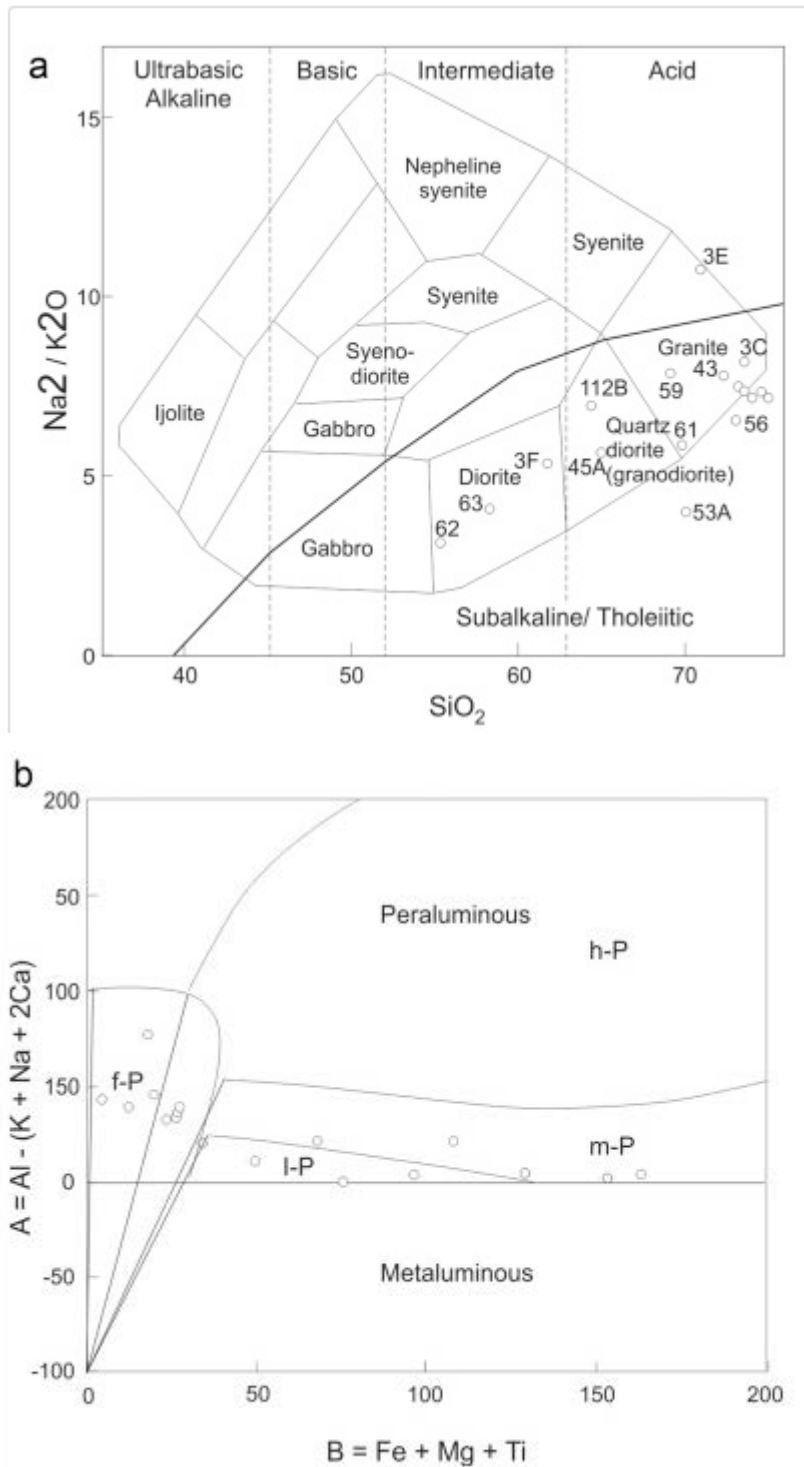 a
Ultrabasic Basic Intermediate Acid
Alkaline
15
Nepheline
syenite
Syenite
3E
10
Syenite
Syeno-
diorite
Granite 3C
43
59
112B
Ijolite
Gabbro
Quartz 61 56
diorite
3F 45A (granodiorite)
Diorite
5
63
53A
62
Gabbro
Subalkaline/ Tholeiitic
0
40 50 60 70
SiO₂
Na2 / K2O
b
200
Peraluminous
50
h-P
100
f-P
150
m-P
l-P
0
Metaluminous
-50
-100
0 50 100 150 200
A = Al - (K + Na + 2Ca)
B = Fe + Mg + Ti